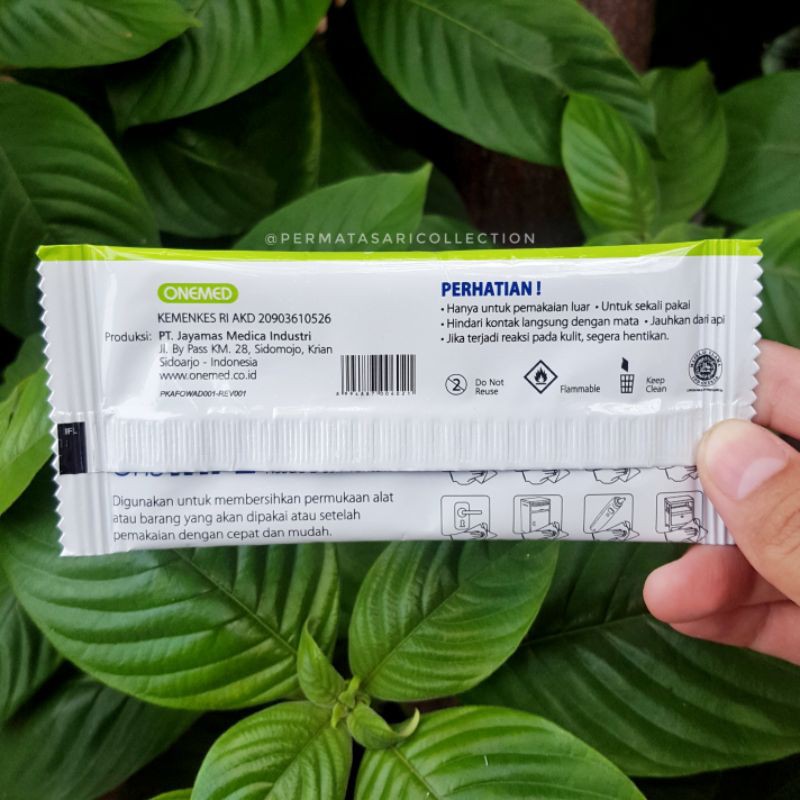 @PERMATASARICOLLECTION
ONEMED
KEMENKES RI AKD 20903610526
Produksi: PT. Jayamas Medica Industri
Jl. By Pass KM. 28, Sidomojo, Krian
Sidoarjo - Indonesia
www.onemed.co.id
PKAFOWAD001-REV001
PERHATIAN !
• Hanya untuk pemakaian luar • Untuk sekali pakai
• Hindari kontak langsung dengan mata • Jauhkan dari api
• Jika terjadi reaksi pada kulit, segera hentikan.
2 Do Not
Reuse
Flammable
Keep
Clean
Digunakan untuk membersihkan permukaan alat
atau barang yang akan dipakai atau setelah
pemakaian dengan cepat dan mudah.